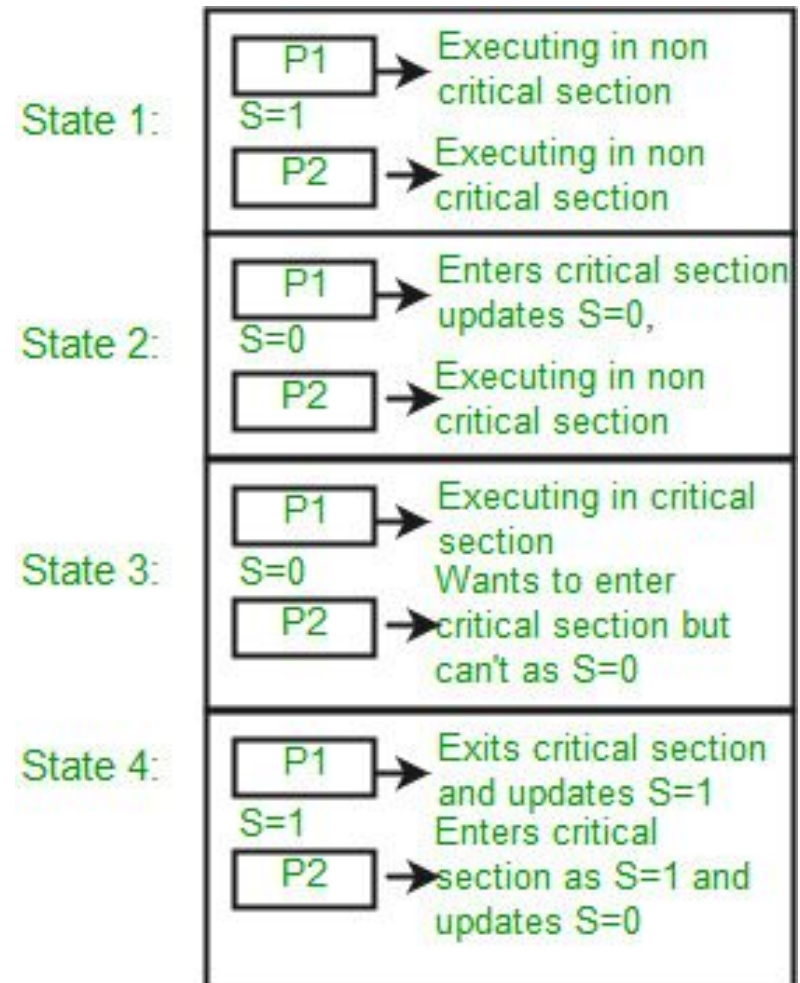 State 1:
P1
Executing in non
critical section
S=1
P2
Executing in non
critical section
State 2:
P1
Enters critical section
updates S=0,
S=0
P2
Executing in non
critical section
State 3:
P1
Executing in critical
section
S=0
P2
Wants to enter
critical section but
can't as S=0
State 4:
P1
Exits critical section
and updates S=1
S=1
P2
Enters critical
section as S=1 and
updates S=0